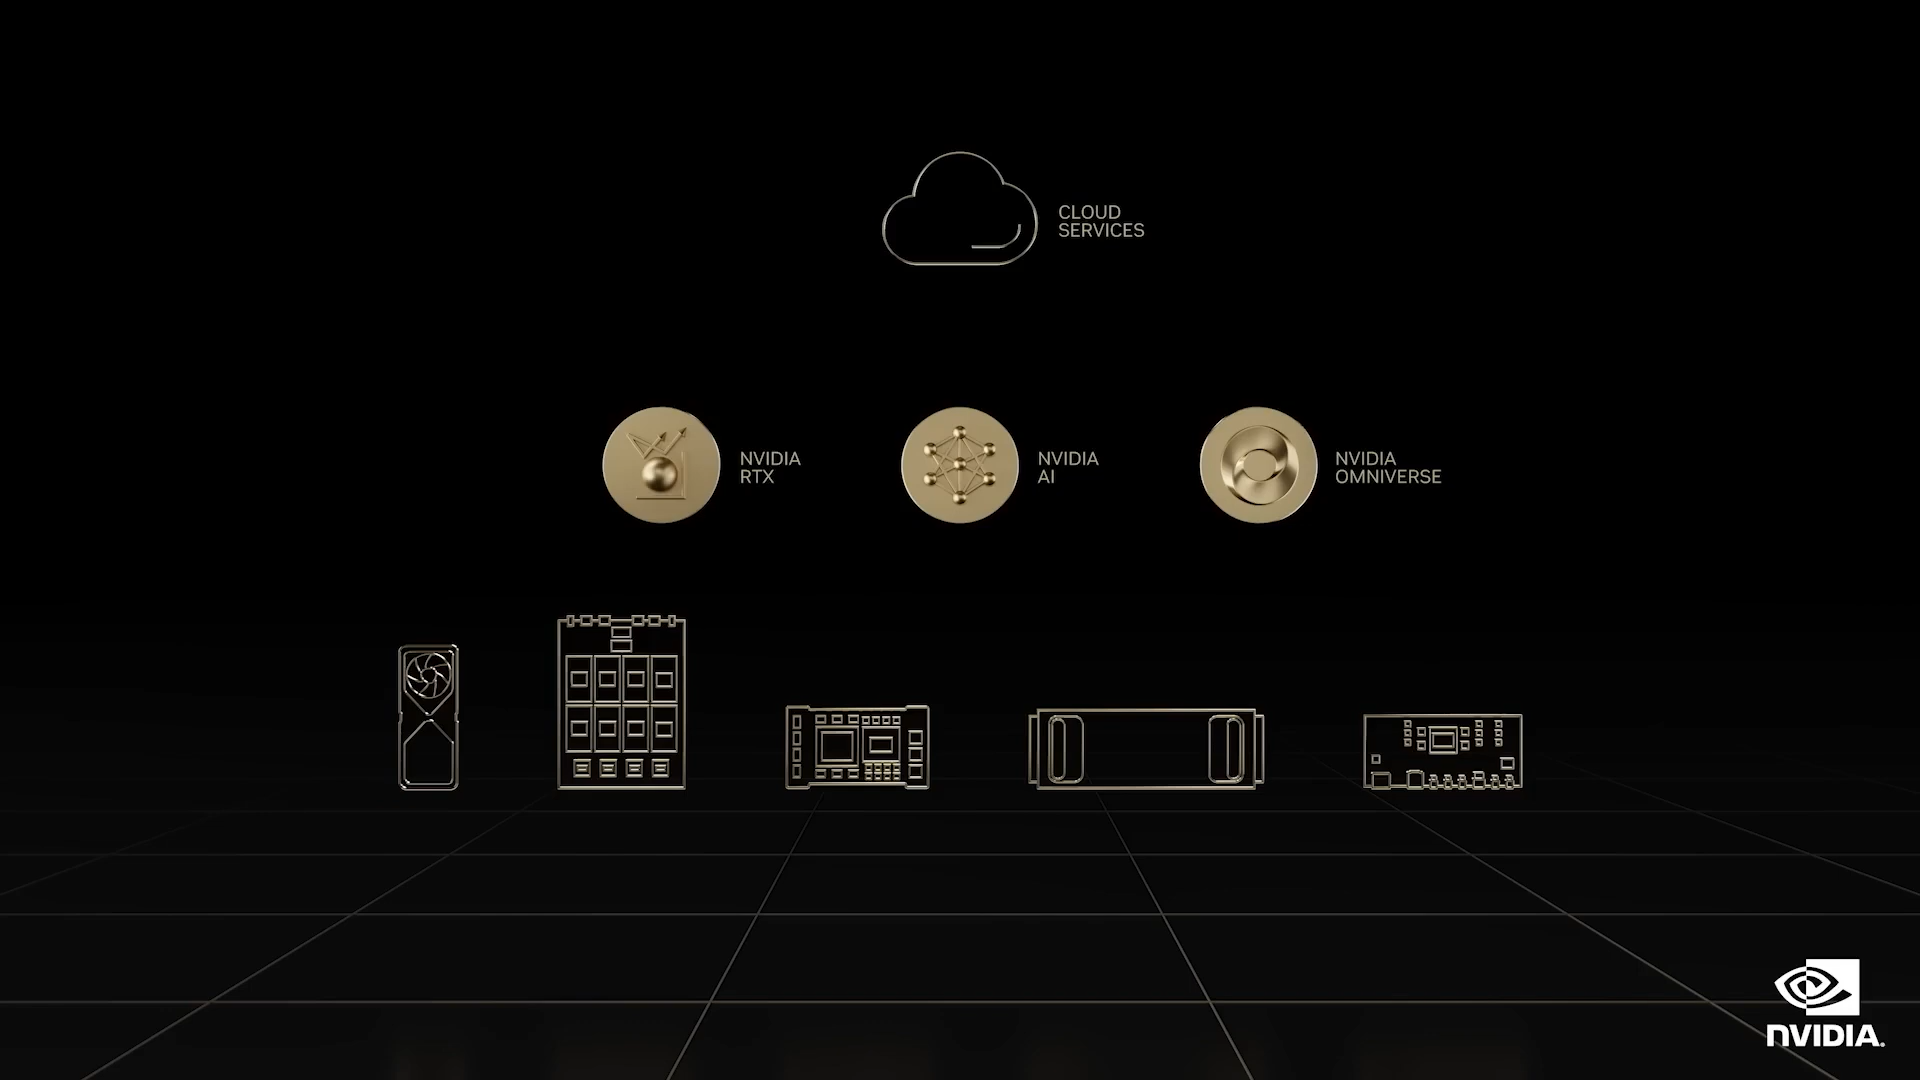 CLOUD
SERVICES
NVIDIA
RTX
NVIDIA
AI
NVIDIA
OMNIVERSE
NVIDIA.